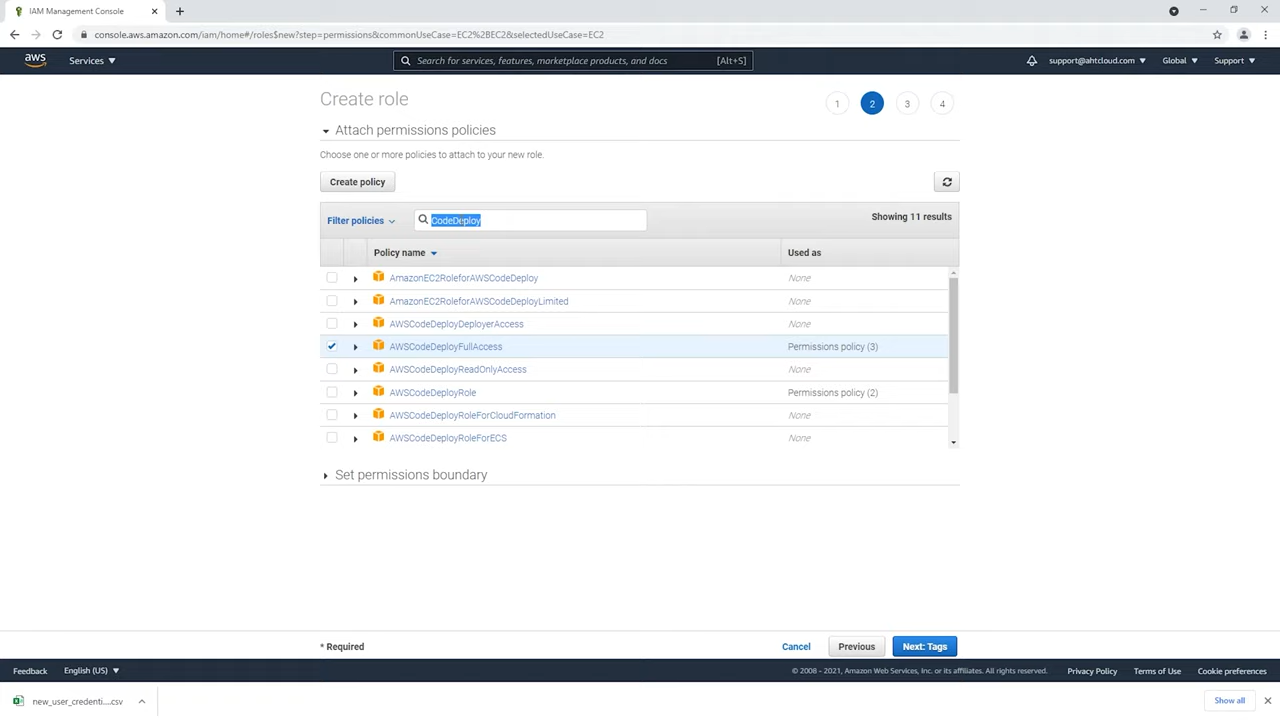 IAM Management Console
console.aws.amazon.com/iam/home#/roles$new?step=permissions&commonUseCase=EC2%2BEC2&selectedUseCase=EC2
aws
Services
Search for services, features, marketplace products, and docs
[Alt+S]
support@ahtcloud.com
Global
Support
Create role
1
2
3
4
Attach permissions policies
Choose one or more policies to attach to your new role.
Create policy
Filter policies
CodeDeploy
Showing 11 results
Policy name
Used as
AmazonEC2RoleforAWSCodeDeploy
None
AmazonEC2RoleforAWSCodeDeployLimited
None
AWSCodeDeployDeployerAccess
None
AWSCodeDeployFullAccess
Permissions policy (3)
AWSCodeDeployReadOnlyAccess
None
AWSCodeDeployRole
Permissions policy (2)
AWSCodeDeployRoleForCloudFormation
None
AWSCodeDeployRoleForECS
None
Set permissions boundary
* Required
Cancel
Previous
Next: Tags
Feedback
English (US)
© 2008 - 2021, Amazon Web Services, Inc. or its affiliates. All rights reserved.
Privacy Policy
Terms of Use
Cookie preferences
new_user_credenti....csv
Show all